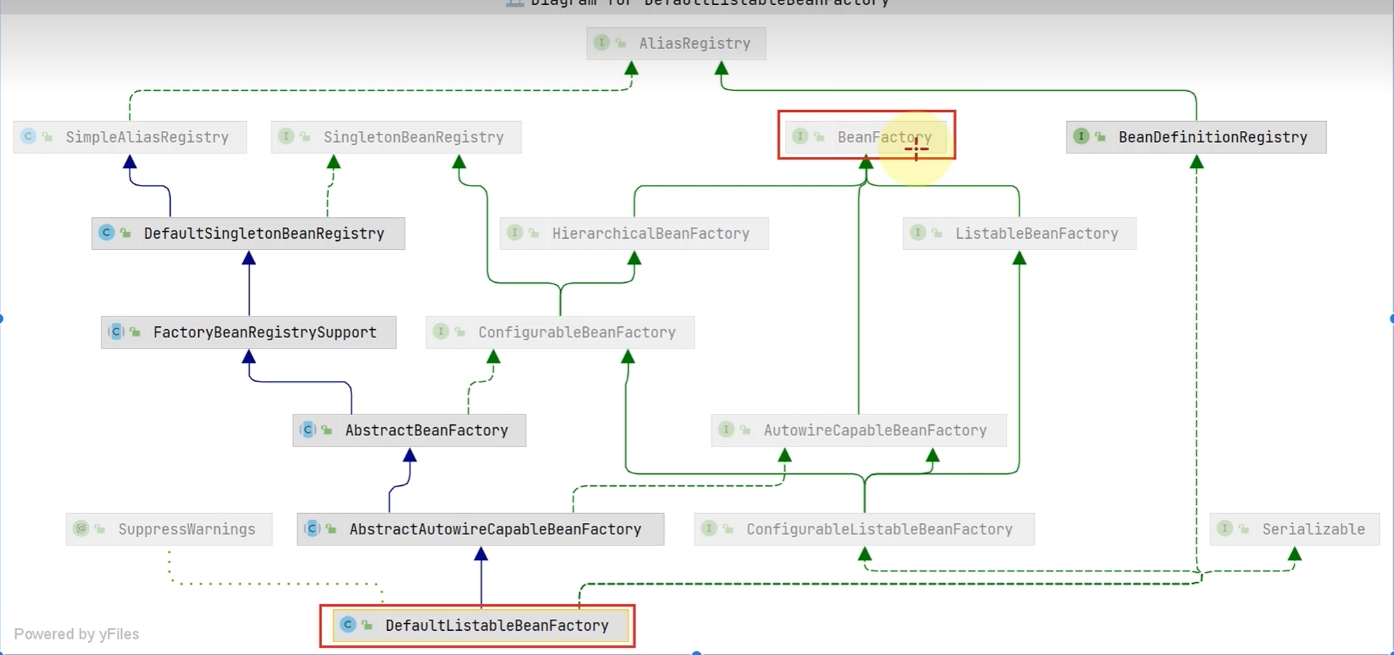 Diagram for DefaultListableBeanFactory
AliasRegistry
SimpleAliasRegistry
SingletonBeanRegistry
BeanFactory
BeanDefinitionRegistry
DefaultSingletonBeanRegistry
HierarchicalBeanFactory
ListableBeanFactory
FactoryBeanRegistrySupport
ConfigurableBeanFactory
AbstractBeanFactory
AutowireCapableBeanFactory
SuppressWarnings
AbstractAutowireCapableBeanFactory
ConfigurableListableBeanFactory
Serializable
DefaultListableBeanFactory
Powered by yFiles